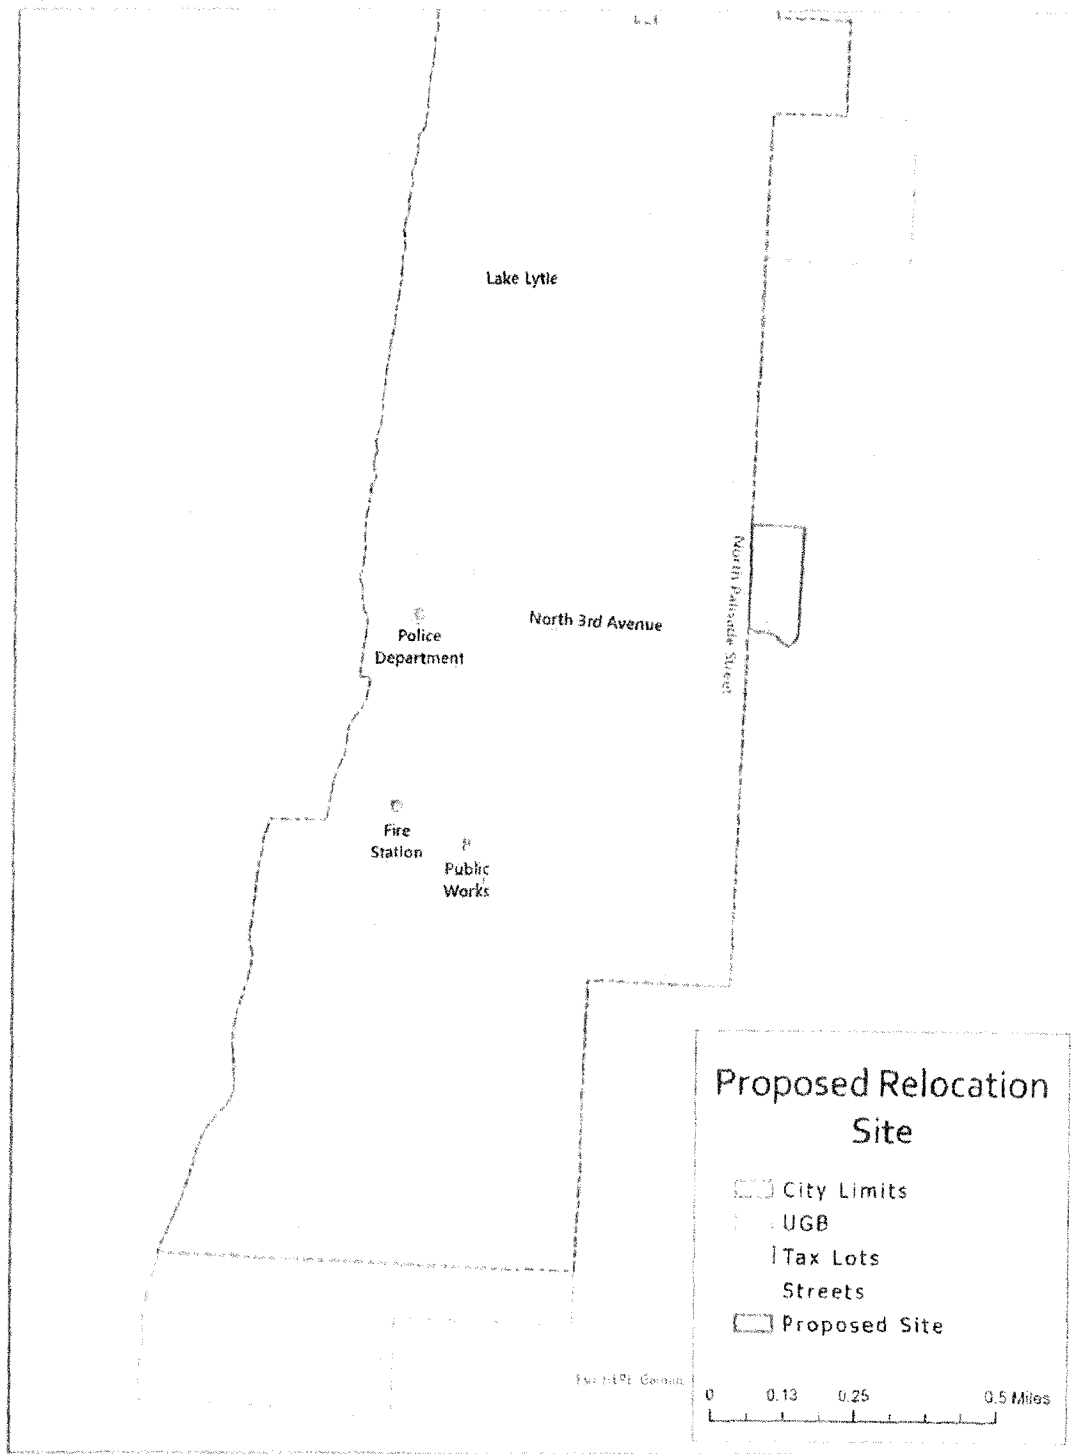 Lake Lytle
North 3rd Avenue
North Palisade Street
Police
Department
Fire
Station
Public
Works
Proposed Relocation
Site
City Limits
UGB
Tax Lots
Streets
Proposed Site
0 0.13 0.25 0.5 Miles